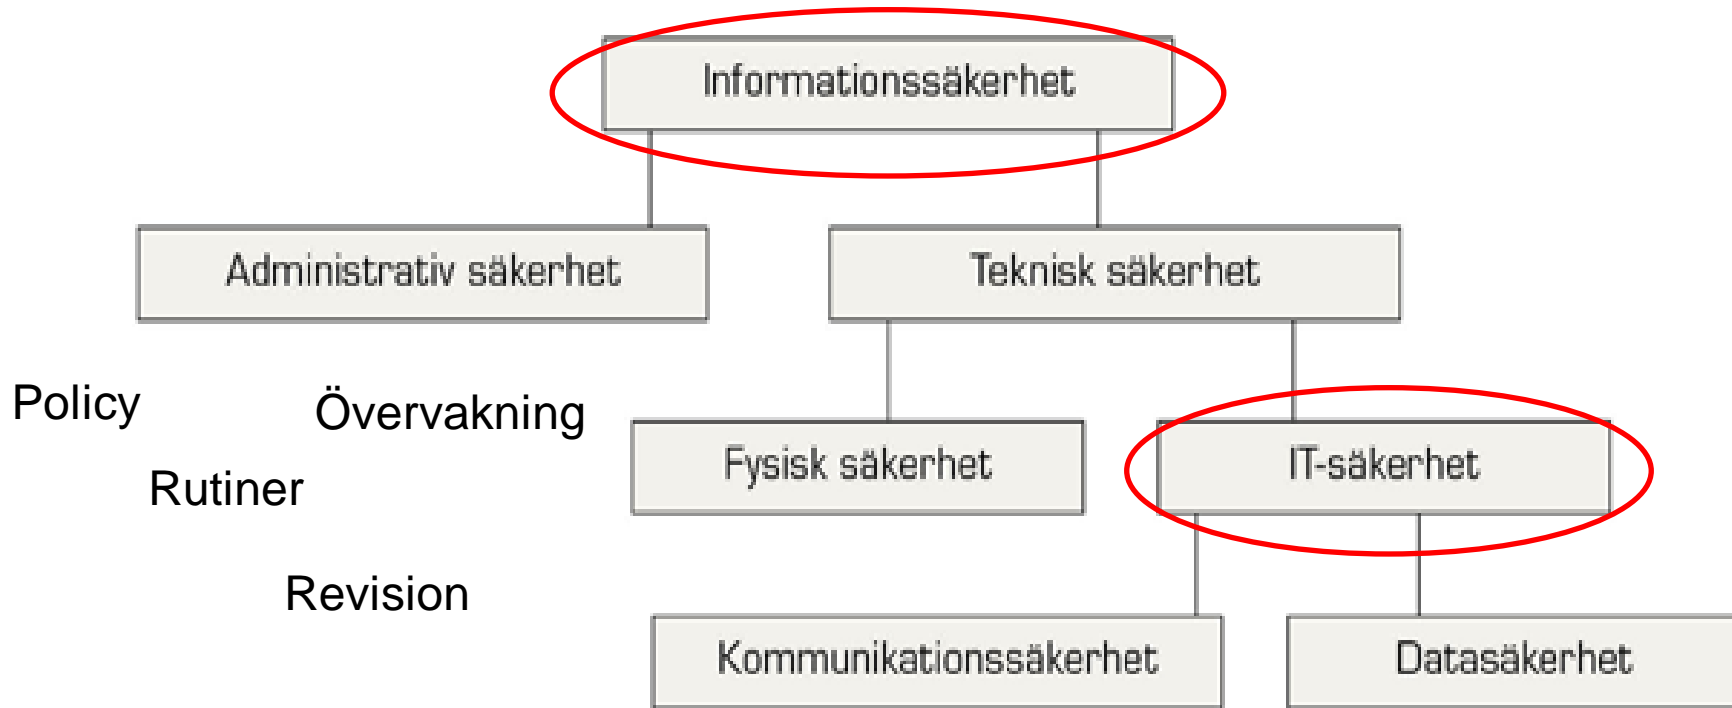 Informationssäkerhet
Administrativ säkerhet
Teknisk säkerhet
Policy
Övervakning
Fysisk säkerhet
IT-säkerhet
Rutiner
Revision
Kommunikationssäkerhet
Datasäkerhet